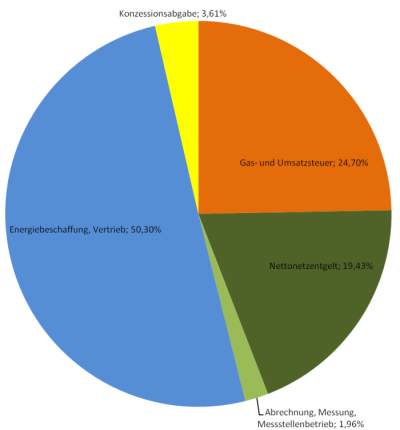 Konzessionsabgabe; 3,61%
Gas- und Umsatzsteuer; 24,70%
Energiebeschaffung, Vertrieb; 50,30%
Nettonetzentgelt; 19,43%
Abrechnung, Messung,
Messstellenbetrieb; 1,96%